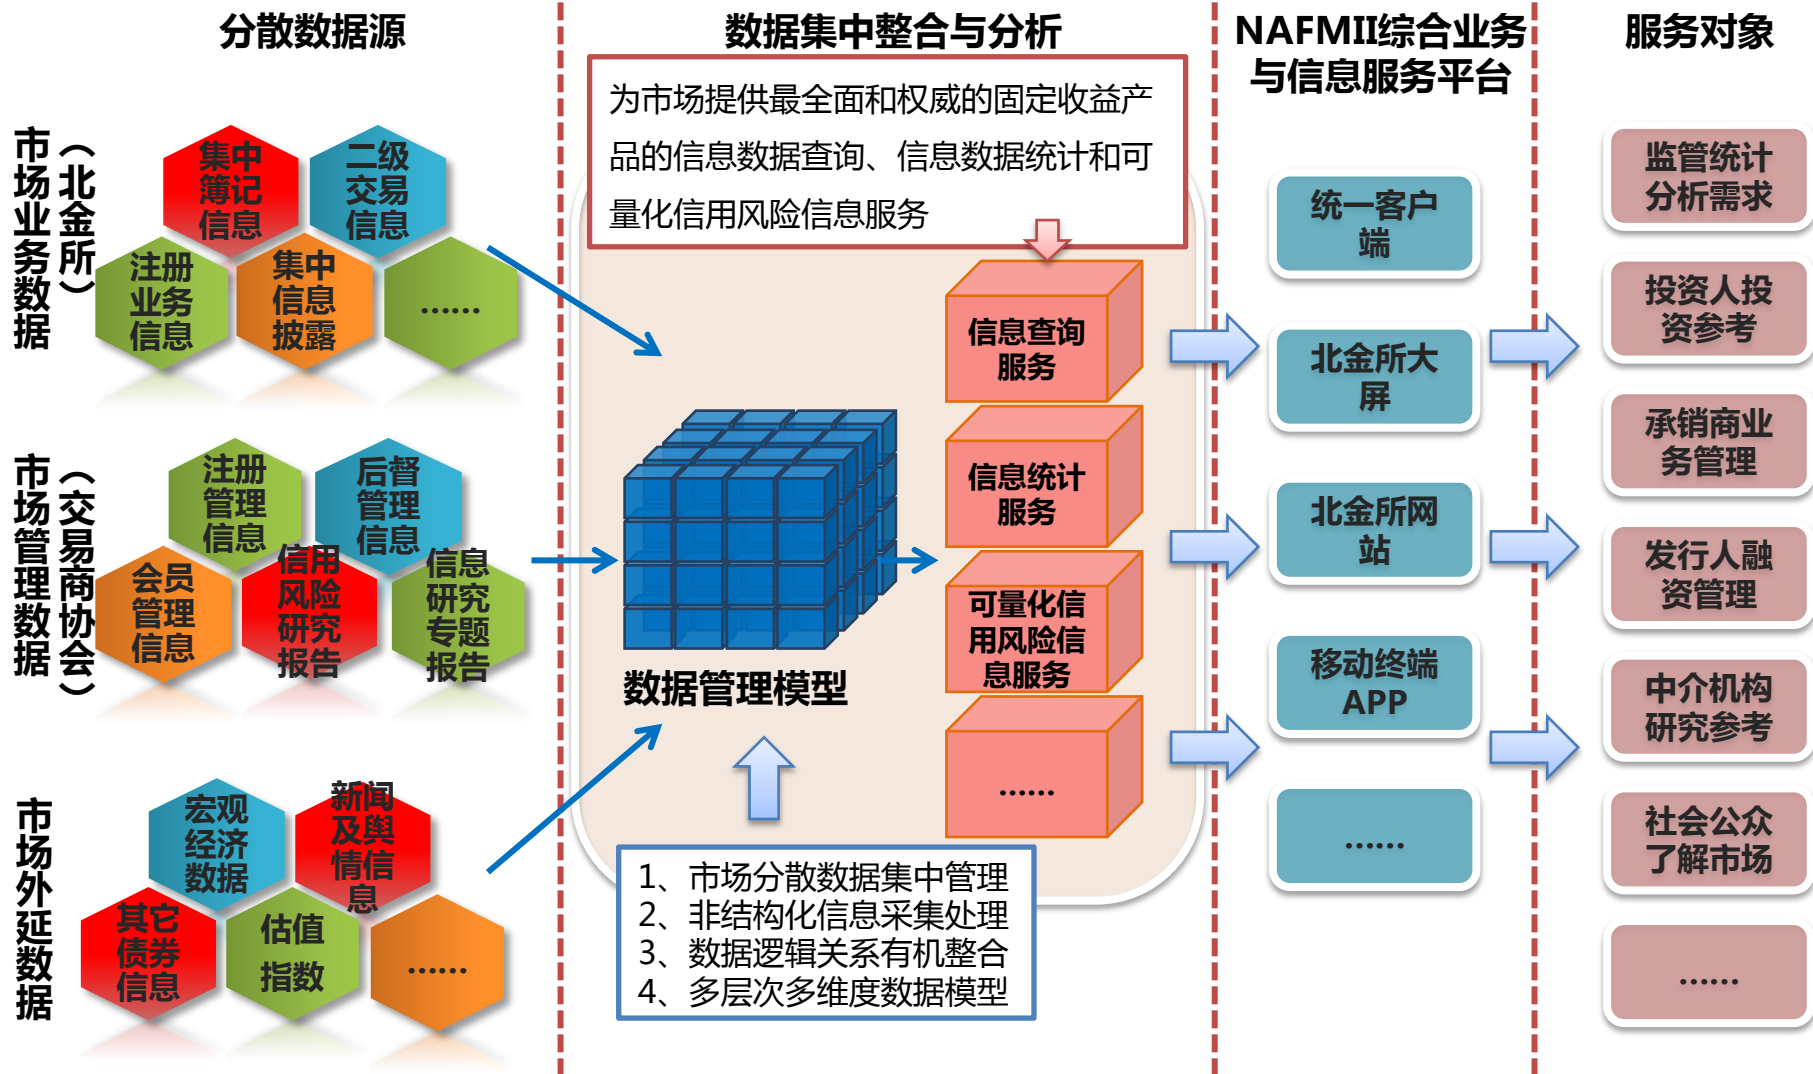 分散数据源
市场业务数据
（北金所）
集中
簿记
信息
二级
交易
信息
注册
业务
信息
集中
信息
披露
……
市场管理数据
（交易商协会）
注册
管理
信息
后督
管理
信息
会员
管理
信息
信用
风险
研究
报告
信息
研究
专题
报告
市场外延数据
宏观
经济
数据
新闻
及舆
情信
息
其它
债券
信息
估值
指数
……
数据集中整合与分析
为市场提供最全面和权威的固定收益产
品的信息数据查询、信息数据统计和可
量化信用风险信息服务
数据管理模型
信息查询
服务
信息统计
服务
可量化信
用风险信
息服务
……
1、市场分散数据集中管理
2、非结构化信息采集处理
3、数据逻辑关系有机整合
4、多层次多维度数据模型
NAFMII综合业务
与信息服务平台
统一客户
端
北金所大
屏
北金所网
站
移动终端
APP
……
服务对象
监管统计
分析需求
投资人投
资参考
承销商业
务管理
发行人融
资管理
中介机构
研究参考
社会公众
了解市场
……